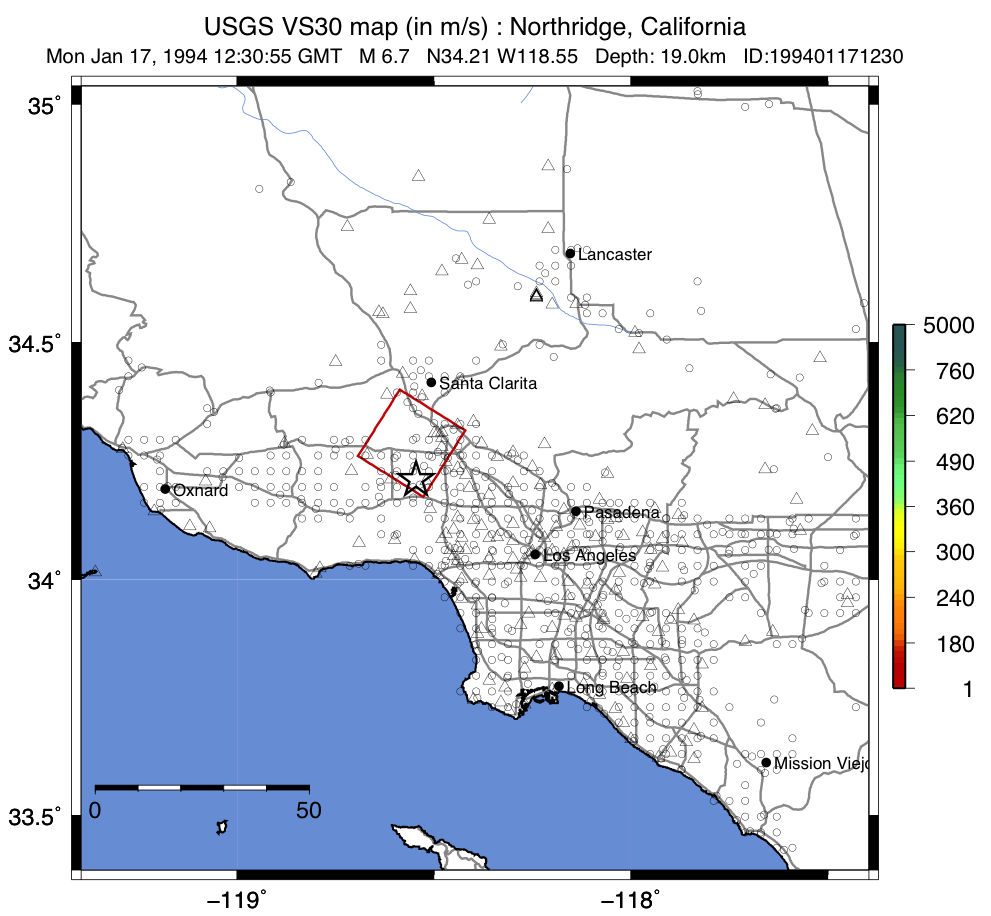 USGS VS30 map (in m/s) : Northridge, California
Mon Jan 17, 1994 12:30:55 GMT M 6.7 N34.21 W118.55 Depth: 19.0km ID:199401171230
35˚
Lancaster
5000
34.5˚
760
Santa Clarita
620
490
Oxnard
360
Pasadena
300
Los Angeles
34˚
240
180
Long Beach
1
Mission Viejo
0 50
33.5˚
−119˚ −118˚